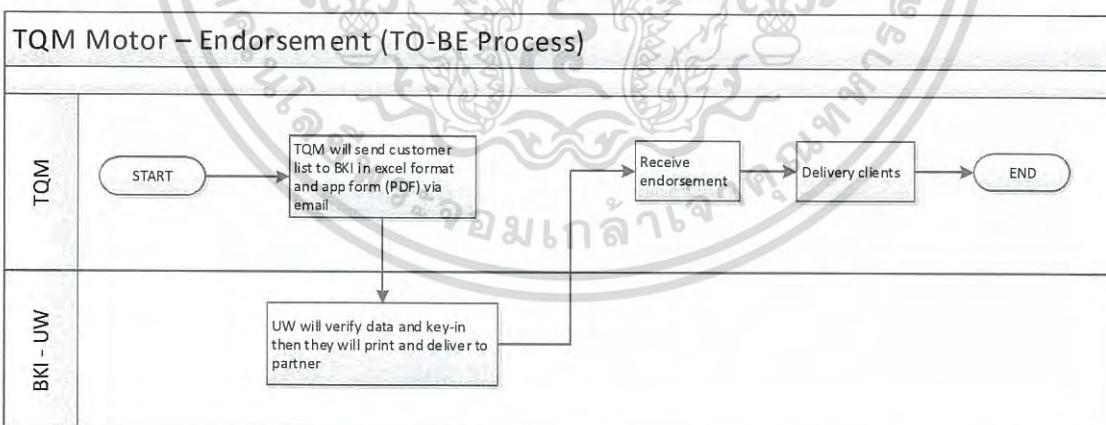 TQM Motor – Endorsement (TO-BE Process)
TQM
START
TQM will send customer
list to BKI in excel format
and app form (PDF) via
email
Receive
endorsement
Delivery clients
END
BKI - UW
UW will verify data and key-in
then they will print and deliver to
partner